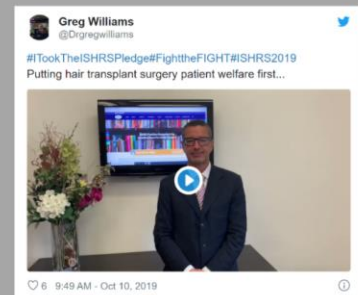 Greg Williams
@Drgregwilliams
#ITookTheISHRSPledge#FighttheFIGHT#ISHRS2019
Putting hair transplant surgery patient welfare first...
6 9:49 AM - Oct 10, 2019